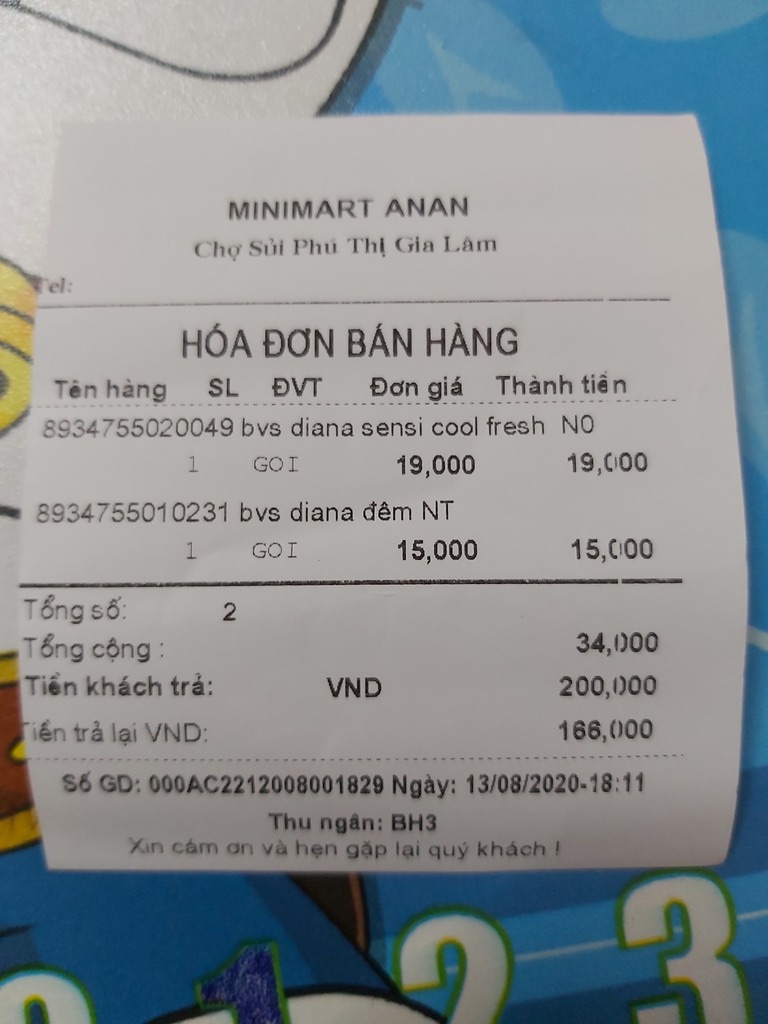 MINIMART ANAN
Chợ Sủi Phú Thị Gia Lâm
Tel:
HÓA ĐƠN BÁN HÀNG
Tên hàng SL ĐVT Đơn giá Thành tiền
8934755020049 bvs diana sensi cool fresh N0
1 GOI 19,000 19,000
8934755010231 bvs diana đêm NT
1 GOI 15,000 15,000
Tổng số: 2
Tổng cộng : 34,000
Tiền khách trả: VND 200,000
Tiền trả lại VND: 166,000
Số GD: 000AC2212008001829 Ngày: 13/08/2020-18:11
Thu ngân: BH3
Xin cám ơn và hẹn gặp lại quý khách !
0 1 2 3